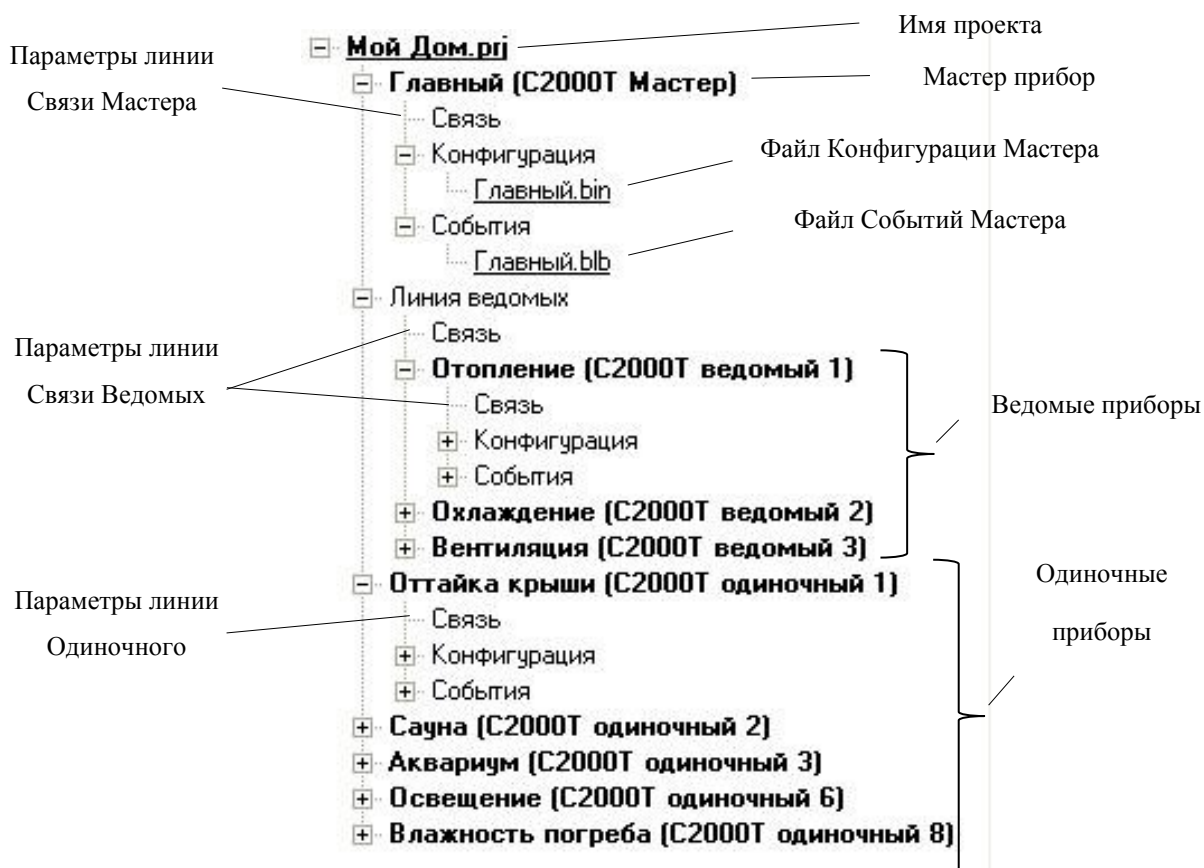 Имя проекта
Параметры линии
Связи Мастера
Мой Дом.prj
Главный (С2000Т Мастер)
Мастер прибор
Связь
Конфигурация
Файл Конфигурации Мастера
Главный.bin
События
Файл Событий Мастера
Главный.blb
Линия ведомых
Связь
Параметры линии
Связи Ведомых
Отопление (С2000Т ведомый 1)
Связь
Ведомые приборы
Конфигурация
События
Охлаждение (С2000Т ведомый 2)
Вентиляция (С2000Т ведомый 3)
Одиночные
приборы
Оттайка крыши (С2000Т одиночный 1)
Параметры линии
Одиночного
Связь
Конфигурация
События
Сауна (С2000Т одиночный 2)
Аквариум (С2000Т одиночный 3)
Освещение (С2000Т одиночный 6)
Влажность погреба (С2000Т одиночный 8)